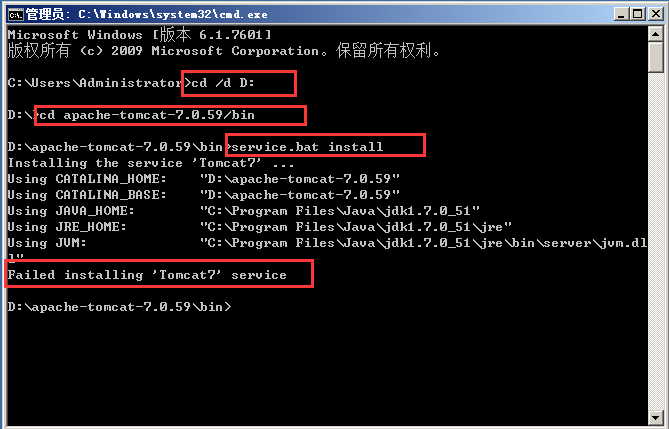 管理员: C:\Windows\system32\cmd.exe
Microsoft Windows [版本 6.1.7601]
版权所有 (c) 2009 Microsoft Corporation。保留所有权利。
C:\Users\Administrator>cd /d D:
D:\>cd apache-tomcat-7.0.59/bin
D:\apache-tomcat-7.0.59\bin>service.bat install
Installing the service 'Tomcat7' ...
Using CATALINA_HOME:    "D:\apache-tomcat-7.0.59"
Using CATALINA_BASE:    "D:\apache-tomcat-7.0.59"
Using JAVA_HOME:        "C:\Program Files\Java\jdk1.7.0_51"
Using JRE_HOME:         "C:\Program Files\Java\jdk1.7.0_51\jre"
Using JVM:              "C:\Program Files\Java\jdk1.7.0_51\jre\bin\server\jvm.dl
l"
Failed installing 'Tomcat7' service
D:\apache-tomcat-7.0.59\bin>